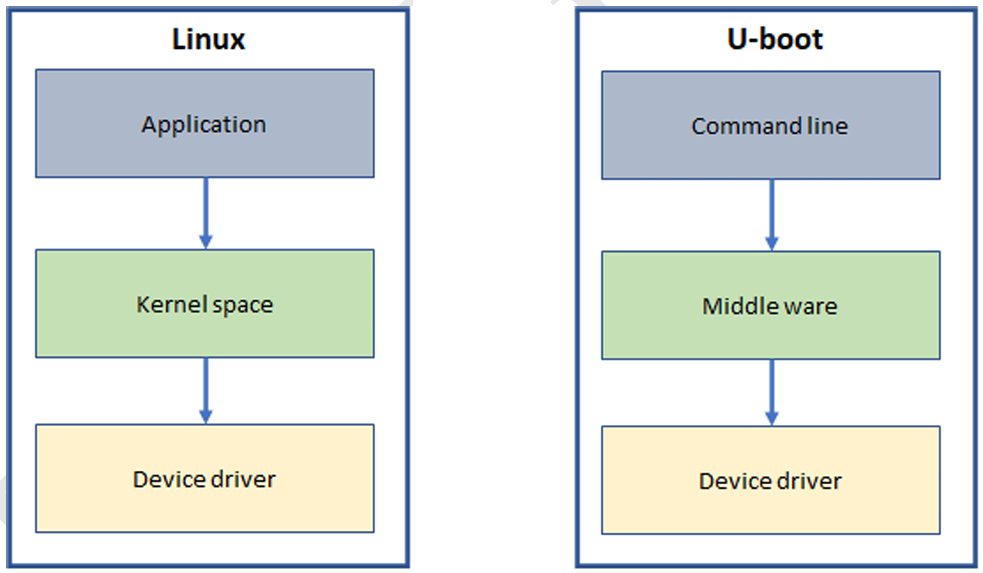 Linux
Application
Kernel space
Device driver
U-boot
Command line
Middle ware
Device driver